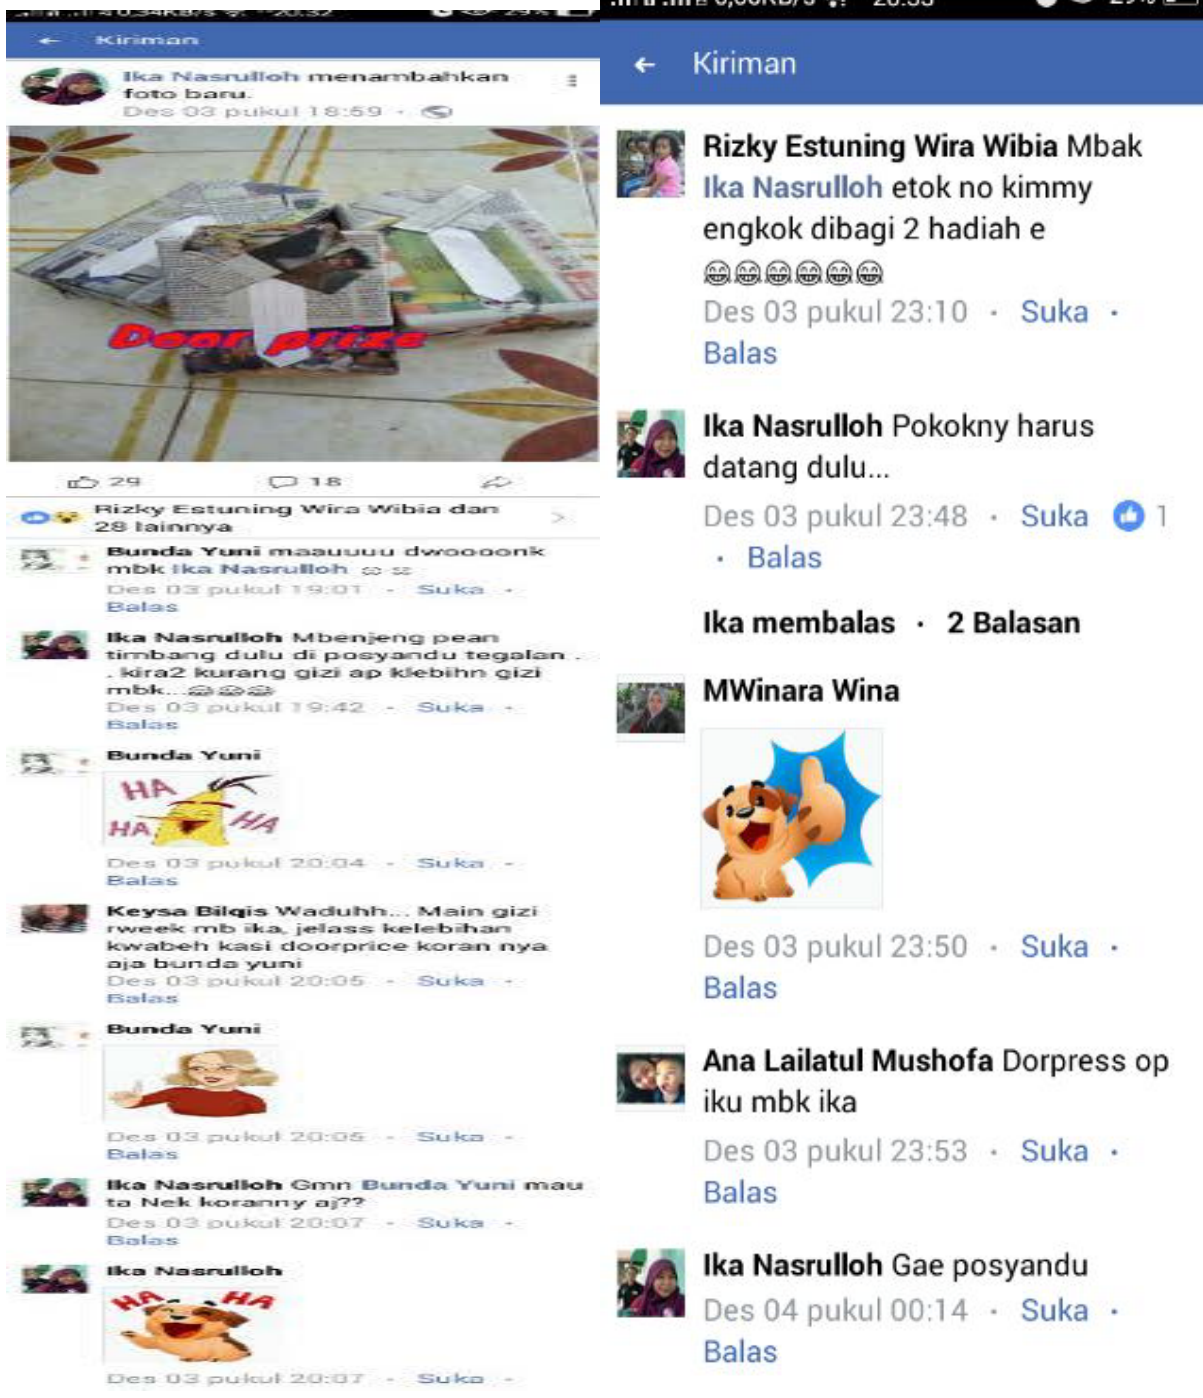 0,34KB/s 20:32 29%
Kiriman
Ika Nasrulloh menambahkan
foto baru.
Des 03 pukul 18:59 ·
Door prize
29 18
Rizky Estuning Wira Wibia dan
28 lainnya
Bunda Yuni maauuuu dwoooonk
mbk Ika Nasrulloh
Des 03 pukul 19:01 · Suka ·
Balas
Ika Nasrulloh Mbenjeng pean
timbang dulu di posyandu tegalan .
. kira2 kurang gizi ap klebihn gizi
mbk...😂😂😂
Des 03 pukul 19:42 · Suka ·
Balas
Bunda Yuni
HA
HA HA
Des 03 pukul 20:04 · Suka ·
Balas
Keysa Bilqis Waduhh... Main gizi
rweek mb ika, jelass kelebihan
kwabeh kasi doorprice koran nya
aja bunda yuni
Des 03 pukul 20:05 · Suka ·
Balas
Bunda Yuni
Des 03 pukul 20:05 · Suka ·
Balas
Ika Nasrulloh Gmn Bunda Yuni mau
ta Nek koranny aj??
Des 03 pukul 20:07 · Suka ·
Balas
Ika Nasrulloh
HA HA
Des 03 pukul 20:07 · Suka ·
0,00KB/s 20:33 29%
Kiriman
Rizky Estuning Wira Wibia Mbak
Ika Nasrulloh etok no kimmy
engkok dibagi 2 hadiah e
😂😂😂😂😂😂
Des 03 pukul 23:10 · Suka ·
Balas
Ika Nasrulloh Pokokny harus
datang dulu...
Des 03 pukul 23:48 · Suka 1
· Balas
Ika membalas · 2 Balasan
MWinara Wina
Des 03 pukul 23:50 · Suka ·
Balas
Ana Lailatul Mushofa Dorpress op
iku mbk ika
Des 03 pukul 23:53 · Suka ·
Balas
Ika Nasrulloh Gae posyandu
Des 04 pukul 00:14 · Suka ·
Balas